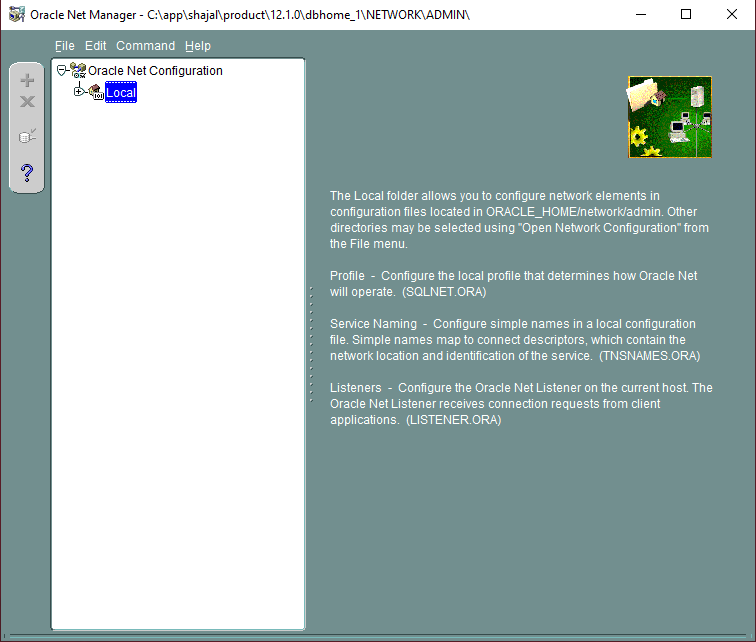 Oracle Net Manager - C:\app\shajal\product\12.1.0\dbhome_1\NETWORK\ADMIN\
File Edit Command Help
Oracle Net Configuration
Local
The Local folder allows you to configure network elements in
configuration files located in ORACLE_HOME/network/admin. Other
directories may be selected using "Open Network Configuration" from
the File menu.
Profile - Configure the local profile that determines how Oracle Net
will operate. (SQLNET.ORA)
Service Naming - Configure simple names in a local configuration
file. Simple names map to connect descriptors, which contain the
network location and identification of the service. (TNSNAMES.ORA)
Listeners - Configure the Oracle Net Listener on the current host. The
Oracle Net Listener receives connection requests from client
applications. (LISTENER.ORA)